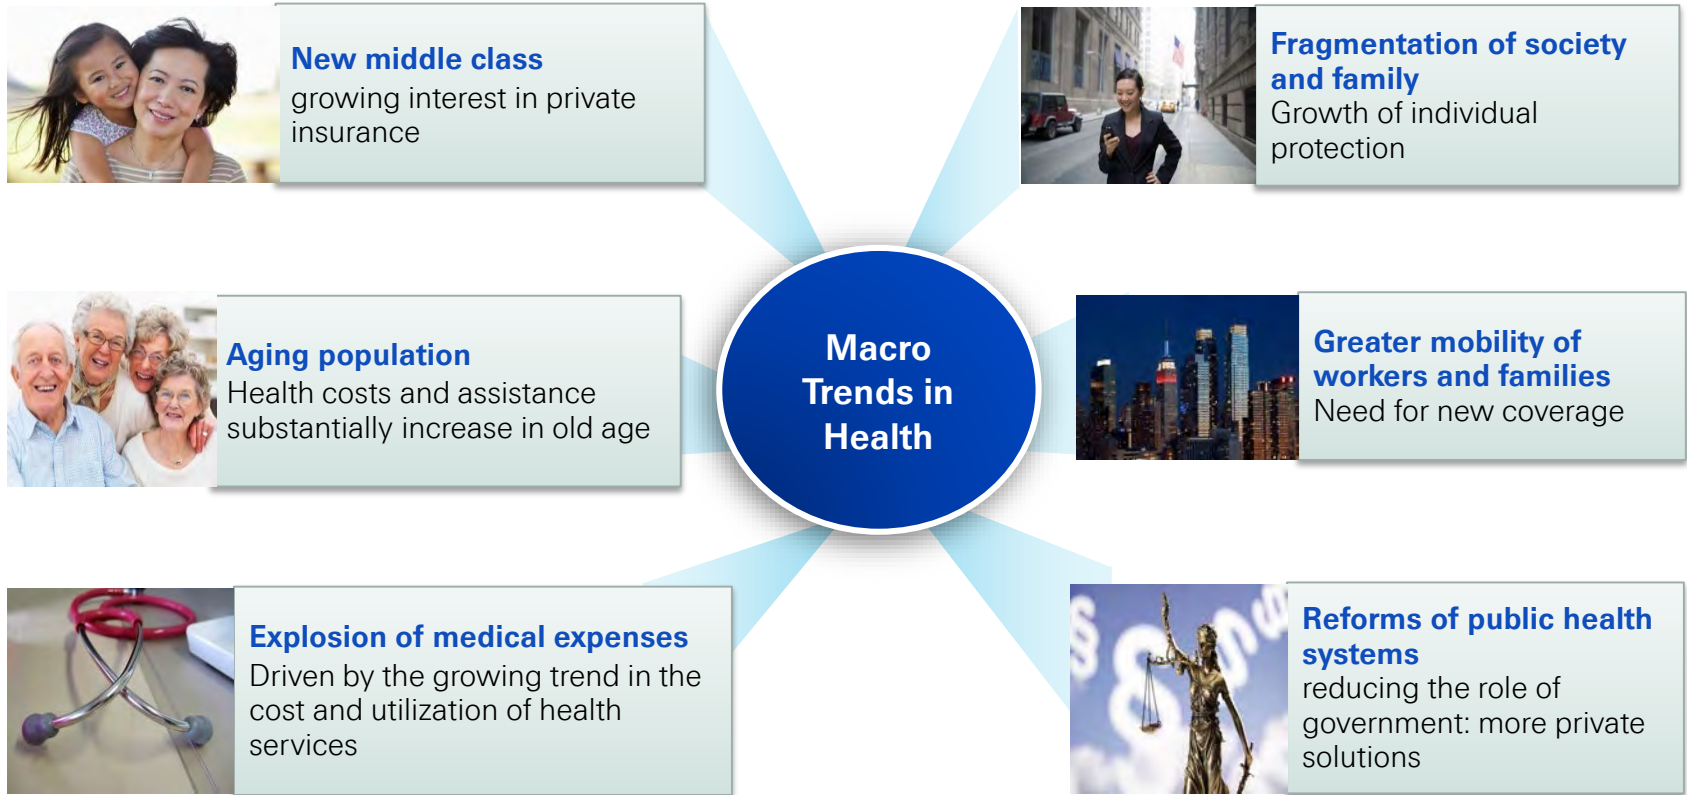 New middle class
growing interest in private
insurance
Fragmentation of society
and family
Growth of individual
protection
Aging population
Health costs and assistance
substantially increase in old age
Macro
Trends in
Health
Greater mobility of
workers and families
Need for new coverage
Explosion of medical expenses
Driven by the growing trend in the
cost and utilization of health
services
Reforms of public health
systems
reducing the role of
government: more private
solutions